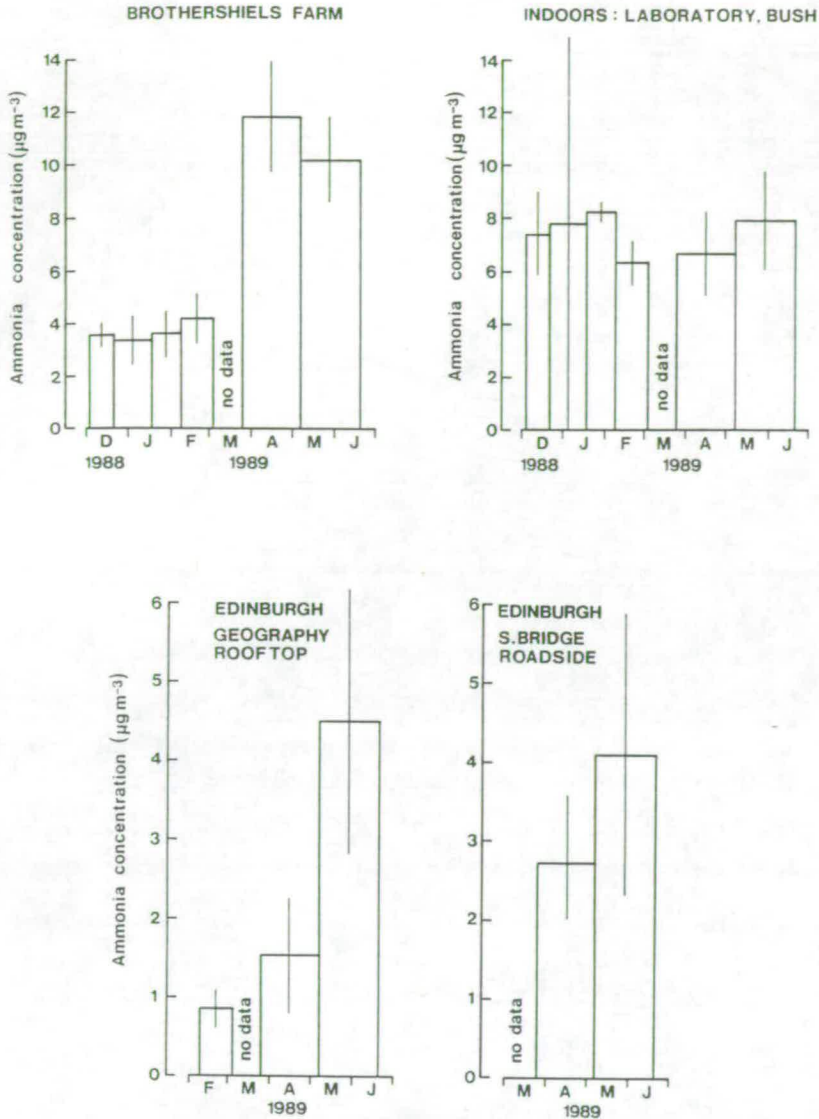 BROTHERSHIELS FARM
Ammonia concentration (µg m⁻³)
14
12
10
8
6
4
2
0
no data
D J F M A M J
1988 1989
INDOORS : LABORATORY, BUSH
Ammonia concentration (µg m⁻³)
14
12
10
8
6
4
2
0
no data
D J F M A M J
1988 1989
EDINBURGH
GEOGRAPHY
ROOFTOP
Ammonia concentration (µg m⁻³)
6
5
4
3
2
1
0
no data
F M A M J
1989
EDINBURGH
S.BRIDGE
ROADSIDE
6
5
4
3
2
1
0
no data
M A M J
1989